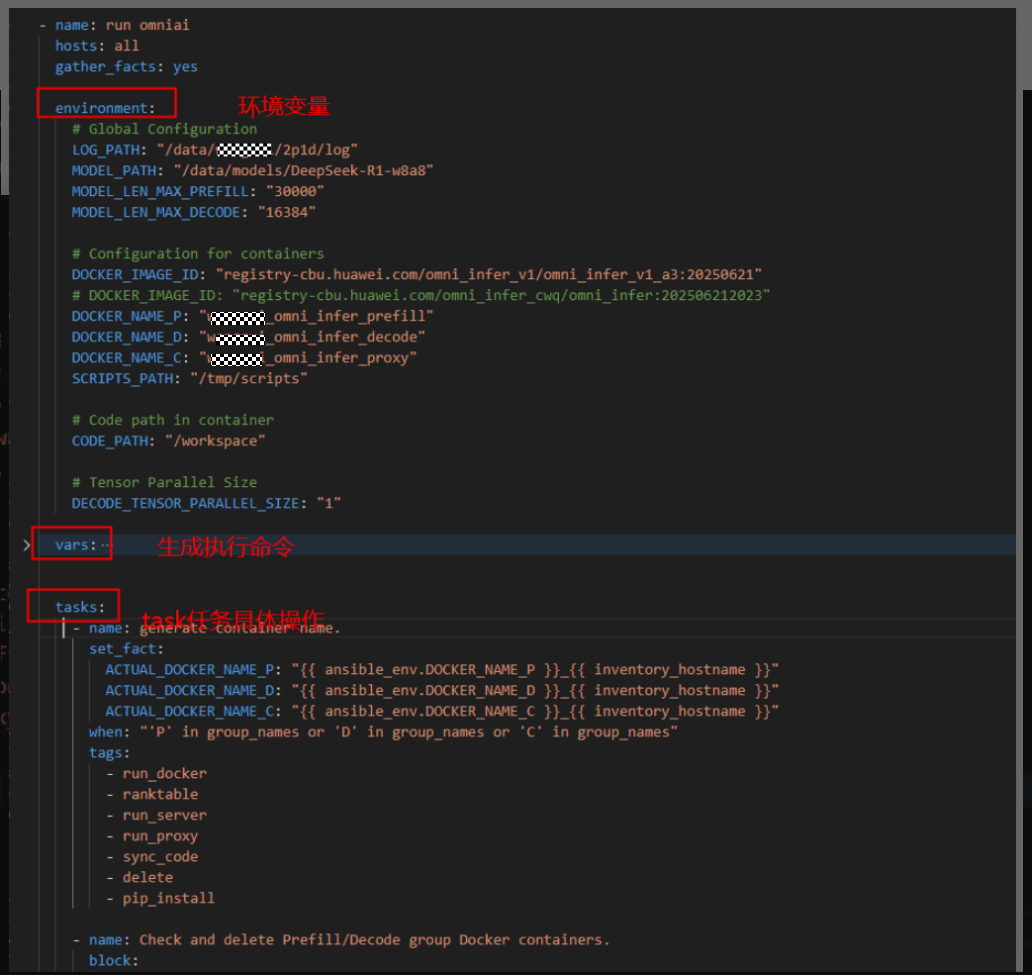 - name: run omniai
hosts: all
gather_facts: yes
environment: 环境变量
# Global Configuration
LOG_PATH: "/data/ /2p1d/log"
MODEL_PATH: "/data/models/DeepSeek-R1-w8a8"
MODEL_LEN_MAX_PREFILL: "30000"
MODEL_LEN_MAX_DECODE: "16384"
# Configuration for containers
DOCKER_IMAGE_ID: "registry-cbu.huawei.com/omni_infer_v1/omni_infer_v1_a3:20250621"
# DOCKER_IMAGE_ID: "registry-cbu.huawei.com/omni_infer_cwq/omni_infer:202506212023"
DOCKER_NAME_P: "w _omni_infer_prefill"
DOCKER_NAME_D: "w _omni_infer_decode"
DOCKER_NAME_C: "w _omni_infer_proxy"
SCRIPTS_PATH: "/tmp/scripts"
# Code path in container
CODE_PATH: "/workspace"
# Tensor Parallel Size
DECODE_TENSOR_PARALLEL_SIZE: "1"
vars: ··· 生成执行命令
tasks:
task任务具体操作
- name: generate container name.
set_fact:
ACTUAL_DOCKER_NAME_P: "{{ ansible_env.DOCKER_NAME_P }}_{{ inventory_hostname }}"
ACTUAL_DOCKER_NAME_D: "{{ ansible_env.DOCKER_NAME_D }}_{{ inventory_hostname }}"
ACTUAL_DOCKER_NAME_C: "{{ ansible_env.DOCKER_NAME_C }}_{{ inventory_hostname }}"
when: "'P' in group_names or 'D' in group_names or 'C' in group_names"
tags:
- run_docker
- ranktable
- run_server
- run_proxy
- sync_code
- delete
- pip_install
- name: Check and delete Prefill/Decode group Docker containers.
block: